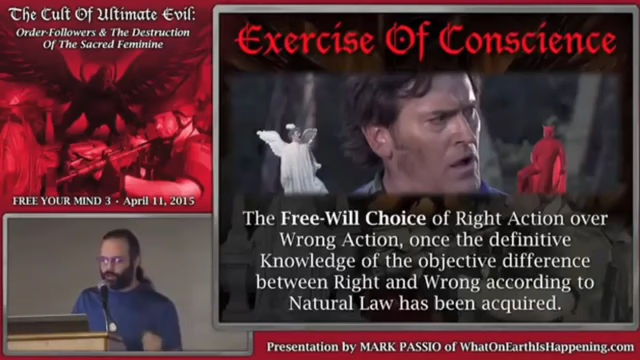 The Cult Of Ultimate Evil:
Order-Followers & The Destruction
Of The Sacred Feminine
FREE YOUR MIND 3 · April 11, 2015
Exercise Of Conscience
The Free-Will Choice of Right Action over
Wrong Action, once the definitive
Knowledge of the objective difference
between Right and Wrong according to
Natural Law has been acquired.
Presentation by MARK PASSIO of WhatOnEarthIsHappening.com